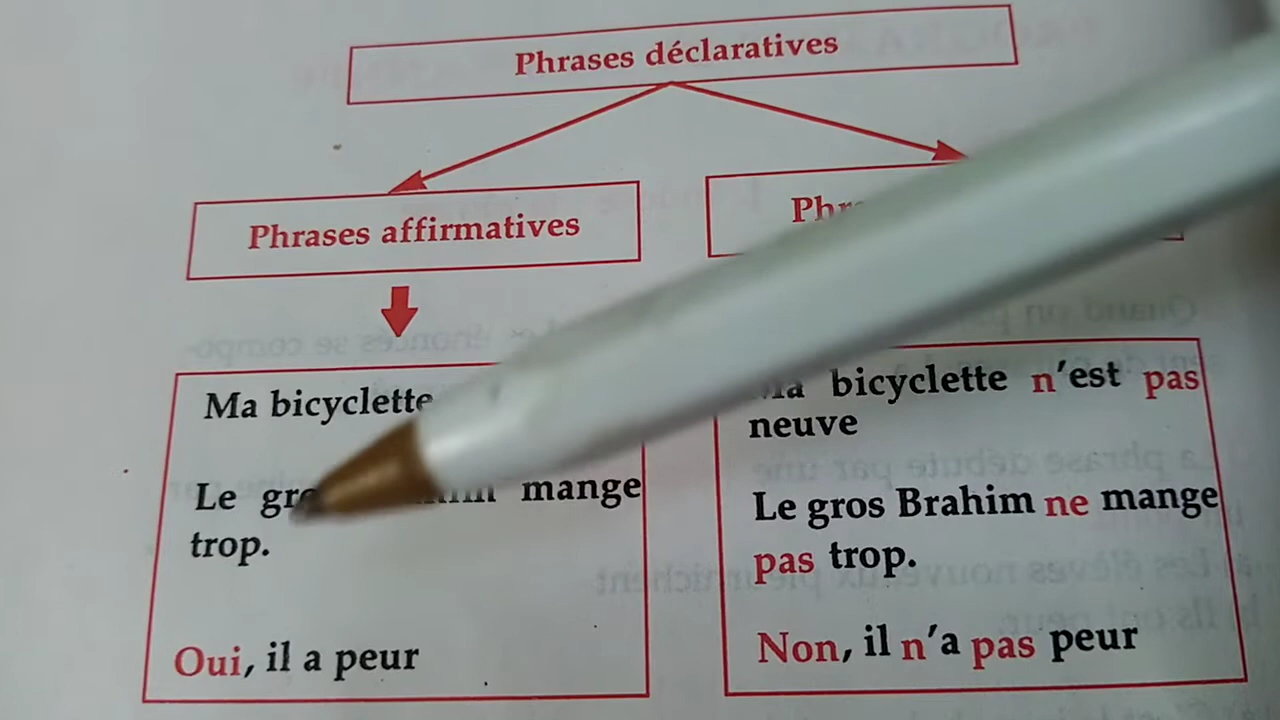 Phrases déclaratives
Phrases affirmatives
Ma bicyclette
Le mange
trop.
Oui, il a peur
bicyclette n'est pas
neuve
Le gros Brahim ne mange
pas trop.
Non, il n'a pas peur